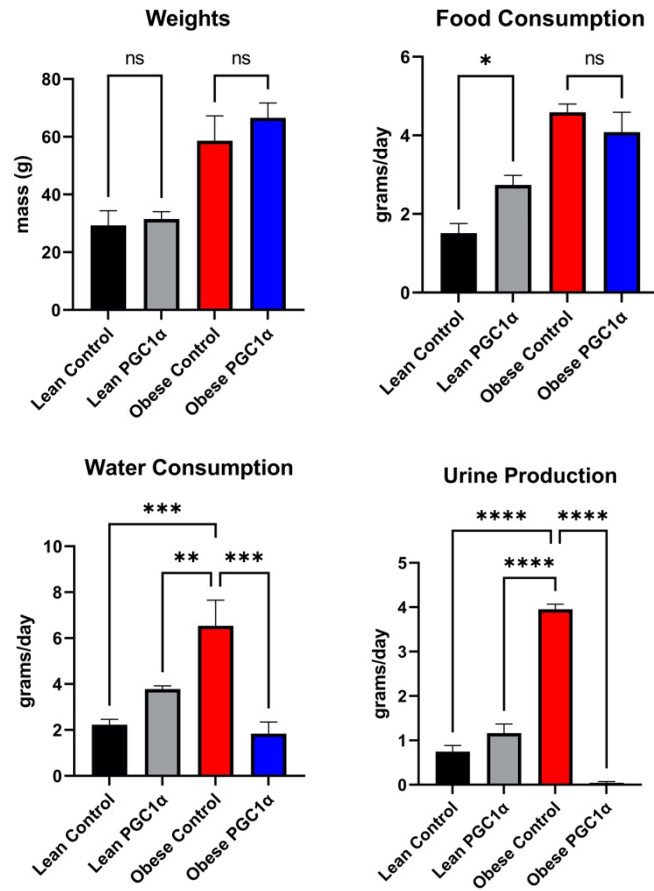 Weights
ns
ns
80
60
40
20
0
mass (g)
Lean Control
Lean PGC1α
Obese Control
Obese PGC1α
Food Consumption
*
ns
6
4
2
0
grams/day
Lean Control
Lean PGC1α
Obese Control
Obese PGC1α
Water Consumption
***
**
***
10
8
6
4
2
0
grams/day
Lean Control
Lean PGC1α
Obese Control
Obese PGC1α
Urine Production
****
****
****
5
4
3
2
1
0
grams/day
Lean Control
Lean PGC1α
Obese Control
Obese PGC1α